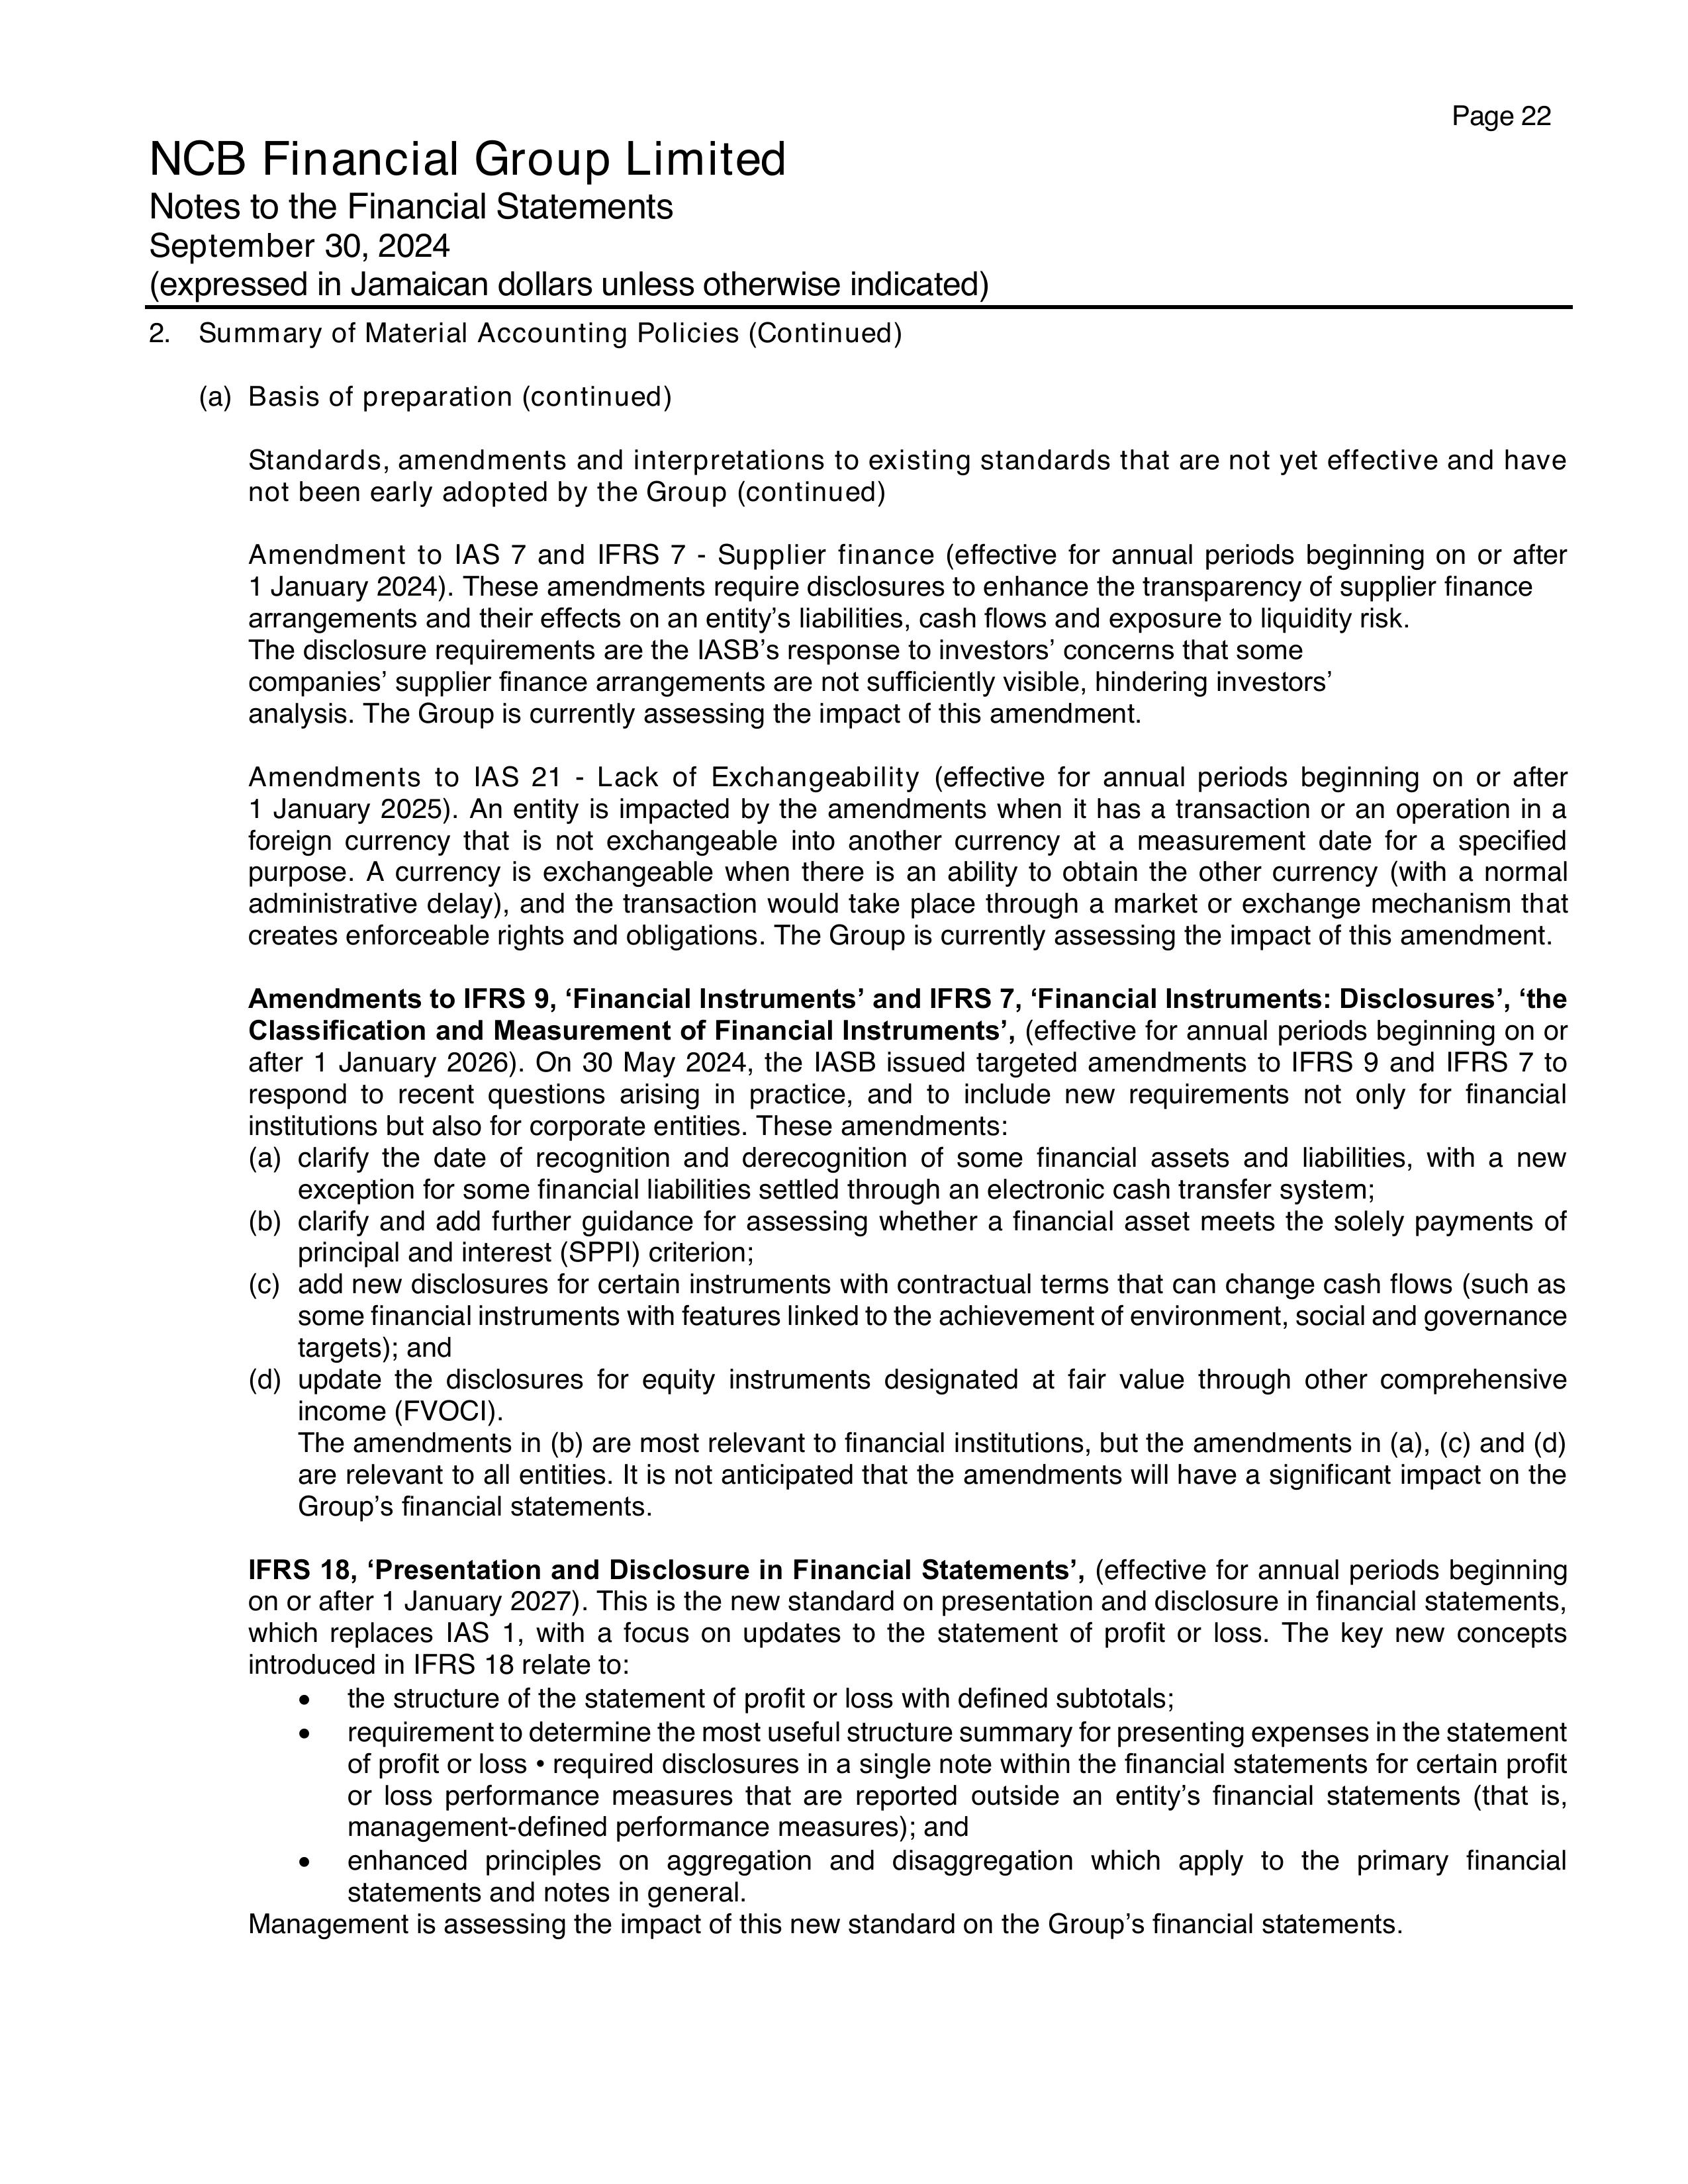 Page 22
NCB Financial Group Limited
Notes to the Financial Statements
September 30, 2024
(expressed in Jamaican dollars unless otherwise indicated)
2. Summary of Material Accounting Policies (Continued)
(a) Basis of preparation (continued)
Standards, amendments and interpretations to existing standards that are not yet effective and have
not been early adopted by the Group (continued)
Amendment to IAS 7 and IFRS 7 - Supplier finance (effective for annual periods beginning on or after
1 January 2024). These amendments require disclosures to enhance the transparency of supplier finance
arrangements and their effects on an entity’s liabilities, cash flows and exposure to liquidity risk.
The disclosure requirements are the IASB’s response to investors’ concerns that some
companies’ supplier finance arrangements are not sufficiently visible, hindering investors’
analysis. The Group is currently assessing the impact of this amendment.
Amendments to IAS 21 - Lack of Exchangeability (effective for annual periods beginning on or after
1 January 2025). An entity is impacted by the amendments when it has a transaction or an operation in a
foreign currency that is not exchangeable into another currency at a measurement date for a specified
purpose. A currency is exchangeable when there is an ability to obtain the other currency (with a normal
administrative delay), and the transaction would take place through a market or exchange mechanism that
creates enforceable rights and obligations. The Group is currently assessing the impact of this amendment.
Amendments to IFRS 9, ‘Financial Instruments’ and IFRS 7, ‘Financial Instruments: Disclosures’, ‘the
Classification and Measurement of Financial Instruments’, (effective for annual periods beginning on or
after 1 January 2026). On 30 May 2024, the IASB issued targeted amendments to IFRS 9 and IFRS 7 to
respond to recent questions arising in practice, and to include new requirements not only for financial
institutions but also for corporate entities. These amendments:
(a) clarify the date of recognition and derecognition of some financial assets and liabilities, with a new
exception for some financial liabilities settled through an electronic cash transfer system;
(b) clarify and add further guidance for assessing whether a financial asset meets the solely payments of
principal and interest (SPPI) criterion;
(c) add new disclosures for certain instruments with contractual terms that can change cash flows (such as
some financial instruments with features linked to the achievement of environment, social and governance
targets); and
(d) update the disclosures for equity instruments designated at fair value through other comprehensive
income (FVOCI).
The amendments in (b) are most relevant to financial institutions, but the amendments in (a), (c) and (d)
are relevant to all entities. It is not anticipated that the amendments will have a significant impact on the
Group’s financial statements.
IFRS 18, ‘Presentation and Disclosure in Financial Statements’, (effective for annual periods beginning
on or after 1 January 2027). This is the new standard on presentation and disclosure in financial statements,
which replaces IAS 1, with a focus on updates to the statement of profit or loss. The key new concepts
introduced in IFRS 18 relate to:
• the structure of the statement of profit or loss with defined subtotals;
• requirement to determine the most useful structure summary for presenting expenses in the statement
of profit or loss • required disclosures in a single note within the financial statements for certain profit
or loss performance measures that are reported outside an entity’s financial statements (that is,
management-defined performance measures); and
• enhanced principles on aggregation and disaggregation which apply to the primary financial
statements and notes in general.
Management is assessing the impact of this new standard on the Group’s financial statements.